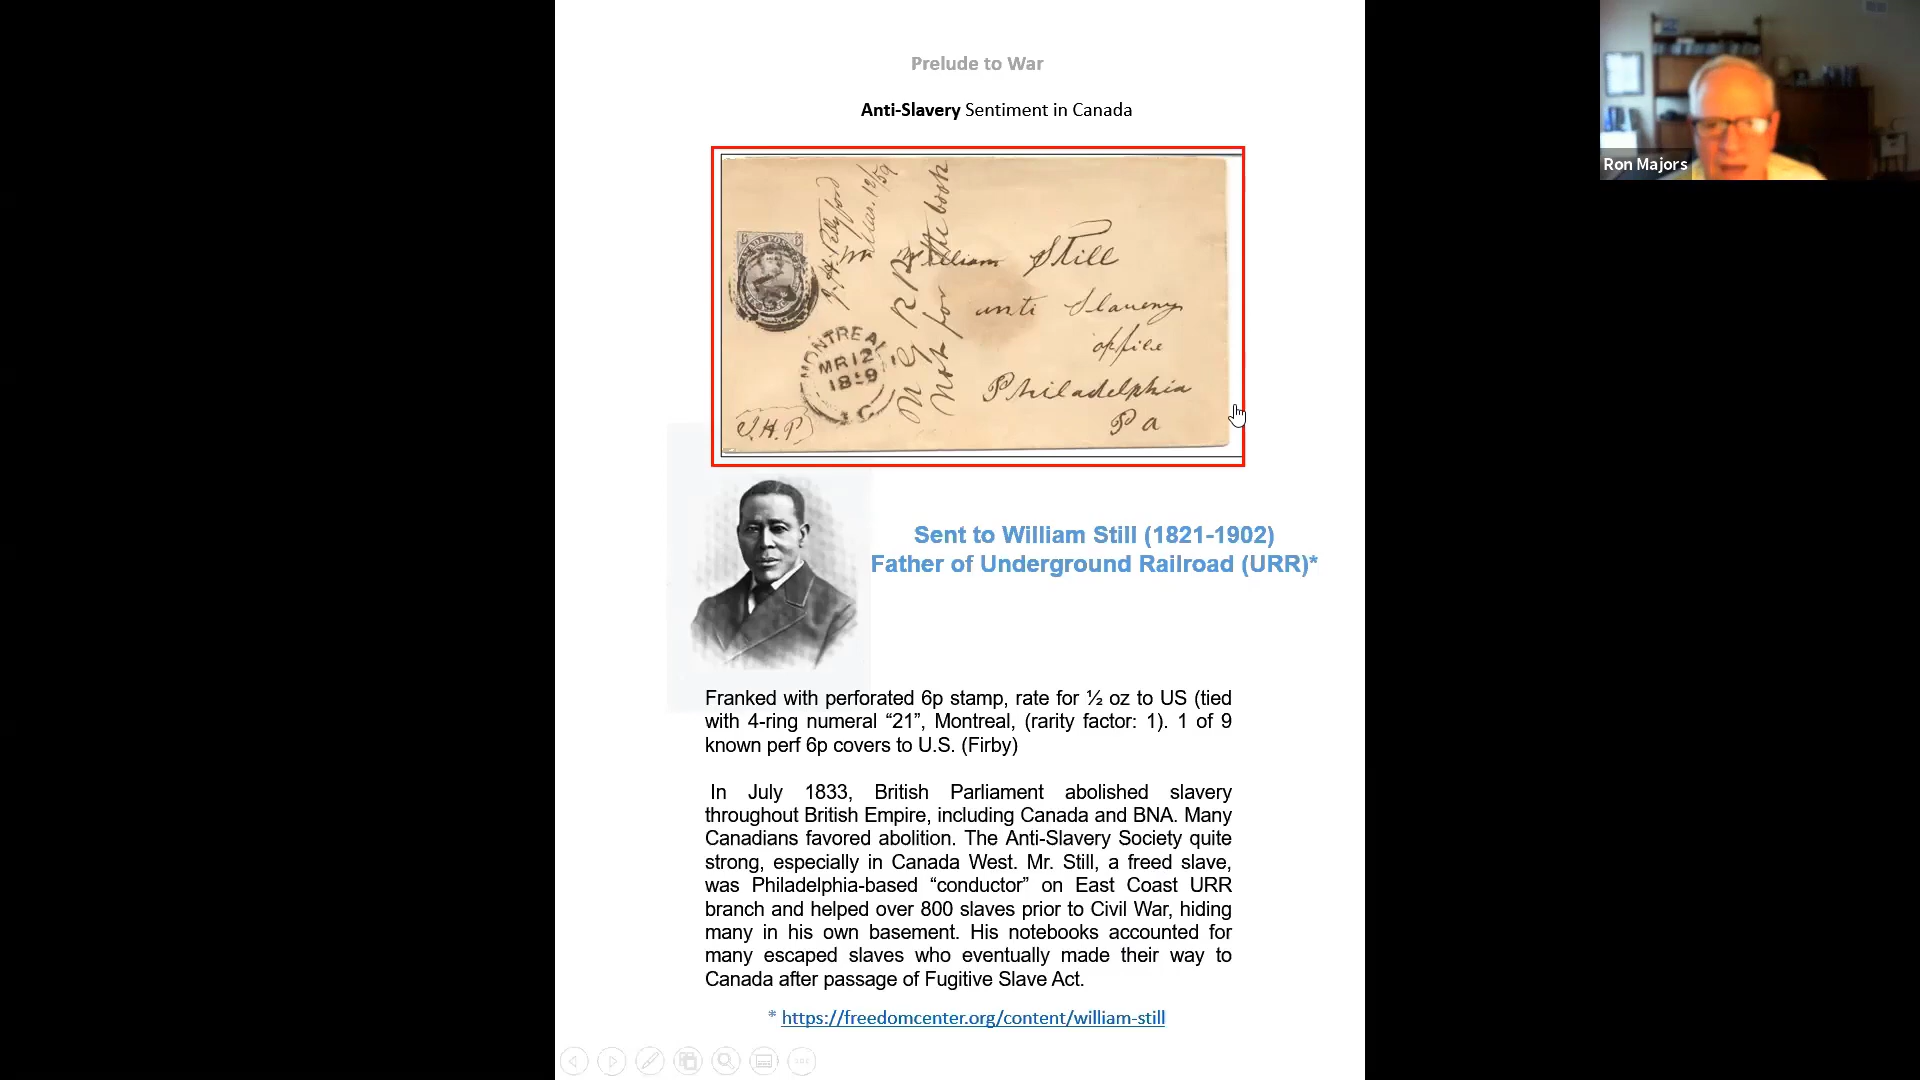 Prelude to War
Anti-Slavery Sentiment in Canada
Ron Majors
William Still
anti Slavery
office
Philadelphia
Pa
Mar. 12/59
Not for the book
MONTREAL
MR 12
1859
J.H.P.
Sent to William Still (1821-1902)
Father of Underground Railroad (URR)*
Franked with perforated 6p stamp, rate for ½ oz to US (tied
with 4-ring numeral “21”, Montreal, (rarity factor: 1). 1 of 9
known perf 6p covers to U.S. (Firby)
In July 1833, British Parliament abolished slavery
throughout British Empire, including Canada and BNA. Many
Canadians favored abolition. The Anti-Slavery Society quite
strong, especially in Canada West. Mr. Still, a freed slave,
was Philadelphia-based “conductor” on East Coast URR
branch and helped over 800 slaves prior to Civil War, hiding
many in his own basement. His notebooks accounted for
many escaped slaves who eventually made their way to
Canada after passage of Fugitive Slave Act.
* https://freedomcenter.org/content/william-still